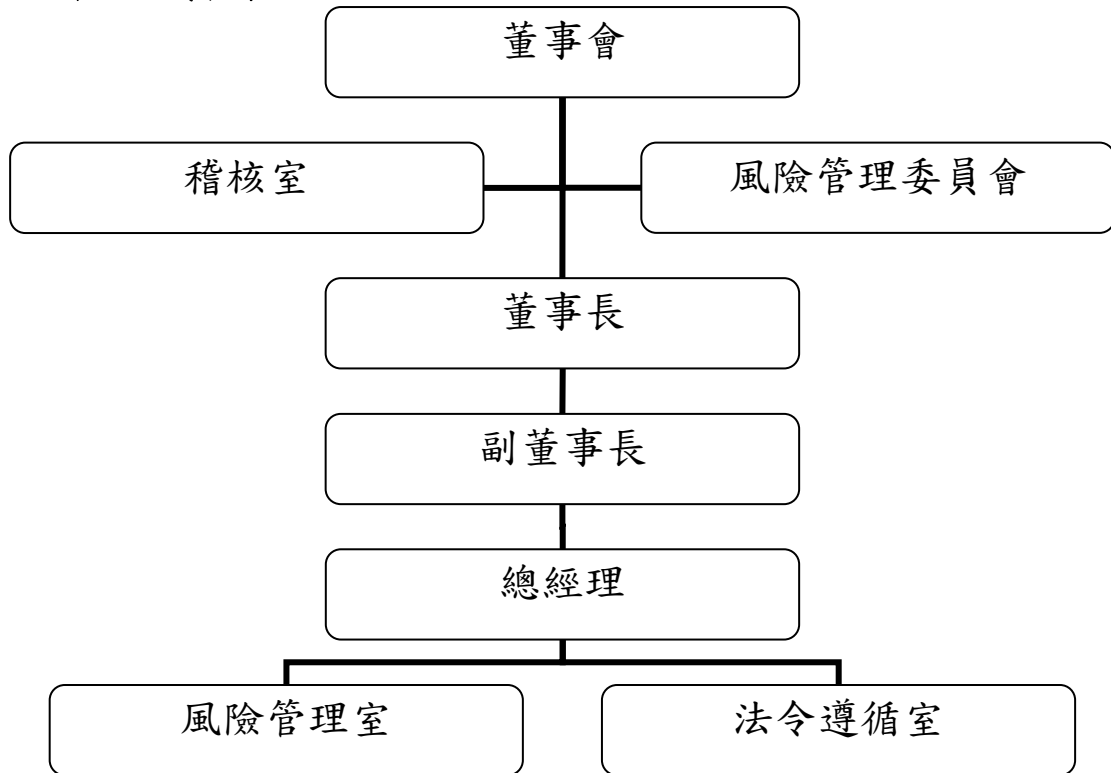 董事會
稽核室
風險管理委員會
董事長
副董事長
總經理
風險管理室
法令遵循室